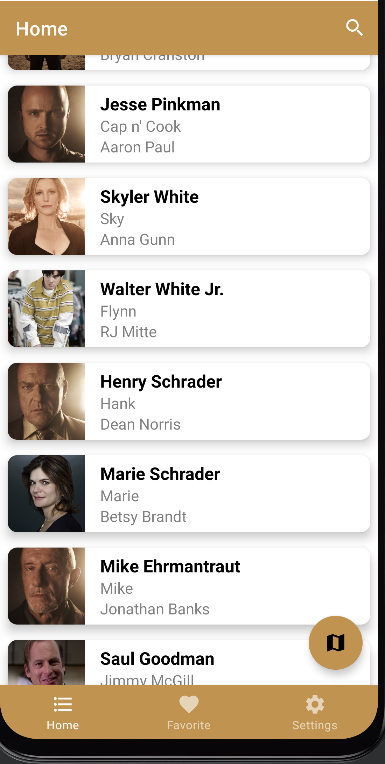 Home
Bryan Cranston
Jesse Pinkman
Cap n' Cook
Aaron Paul
Skyler White
Sky
Anna Gunn
Walter White Jr.
Flynn
RJ Mitte
Henry Schrader
Hank
Dean Norris
Marie Schrader
Marie
Betsy Brandt
Mike Ehrmantraut
Mike
Jonathan Banks
Saul Goodman
Jimmy McGill
Home
Favorite
Settings